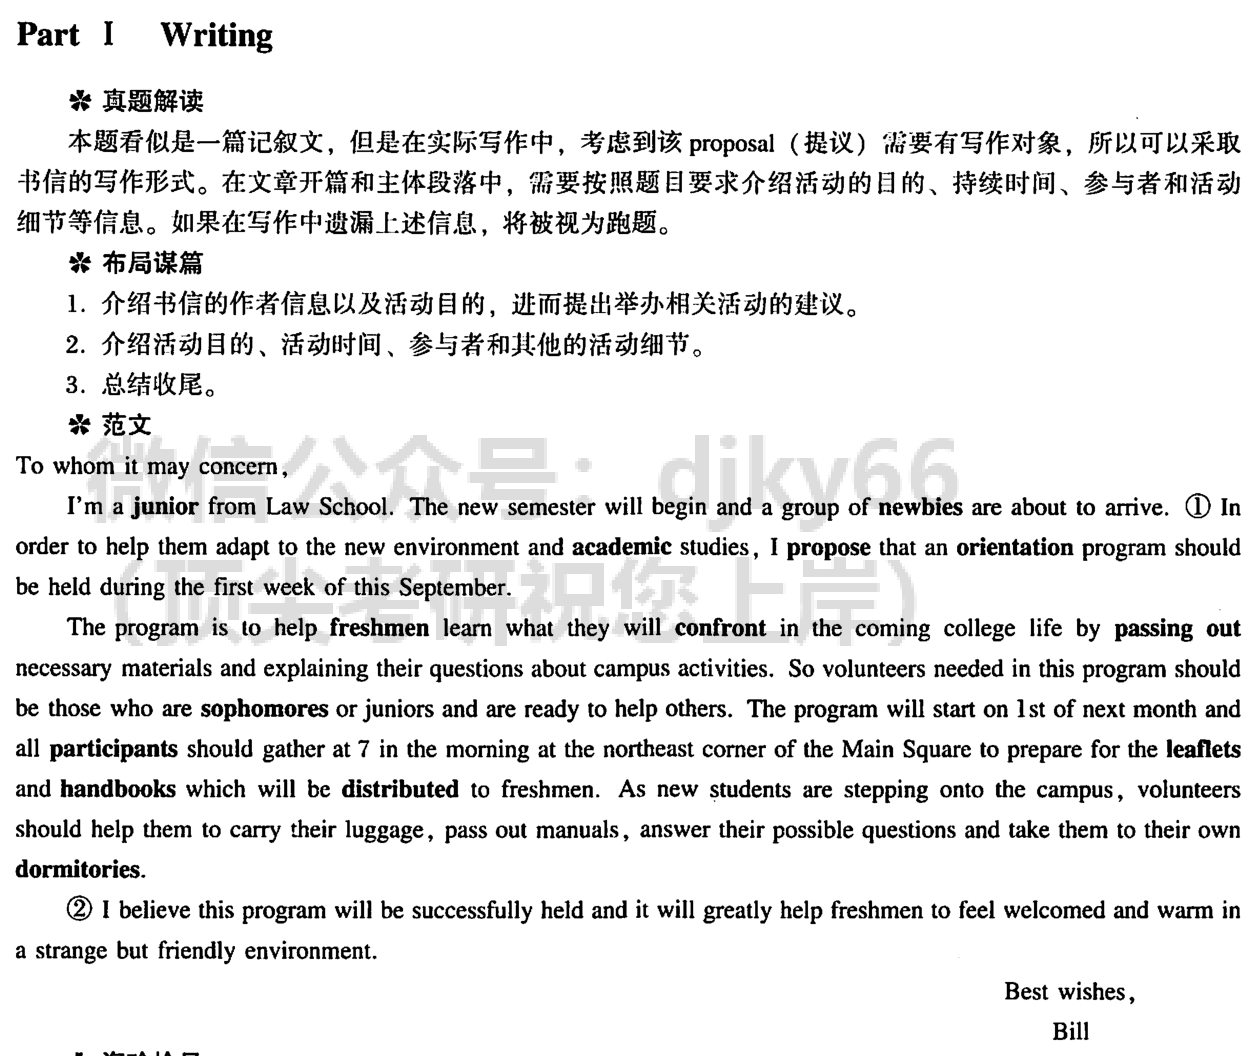 Part Ⅰ Writing
✽ 真题解读
本题看似是一篇记叙文，但是在实际写作中，考虑到该 proposal（提议）需要有写作对象，所以可以采取
书信的写作形式。在文章开篇和主体段落中，需要按照题目要求介绍活动的目的、持续时间、参与者和活动
细节等信息。如果在写作中遗漏上述信息，将被视为跑题。
✽ 布局谋篇
1. 介绍书信的作者信息以及活动目的，进而提出举办相关活动的建议。
2. 介绍活动目的、活动时间、参与者和其他的活动细节。
3. 总结收尾。
✽ 范文
微信公众号：djky66
To whom it may concern,
I'm a junior from Law School. The new semester will begin and a group of newbies are about to arrive. ① In
order to help them adapt to the new environment and academic studies, I propose that an orientation program should
be held during the first week of this September.
（顶尖考研祝您上岸）
The program is to help freshmen learn what they will confront in the coming college life by passing out
necessary materials and explaining their questions about campus activities. So volunteers needed in this program should
be those who are sophomores or juniors and are ready to help others. The program will start on 1st of next month and
all participants should gather at 7 in the morning at the northeast corner of the Main Square to prepare for the leaflets
and handbooks which will be distributed to freshmen. As new students are stepping onto the campus, volunteers
should help them to carry their luggage, pass out manuals, answer their possible questions and take them to their own
dormitories.
② I believe this program will be successfully held and it will greatly help freshmen to feel welcomed and warm in
a strange but friendly environment.
Best wishes,
Bill